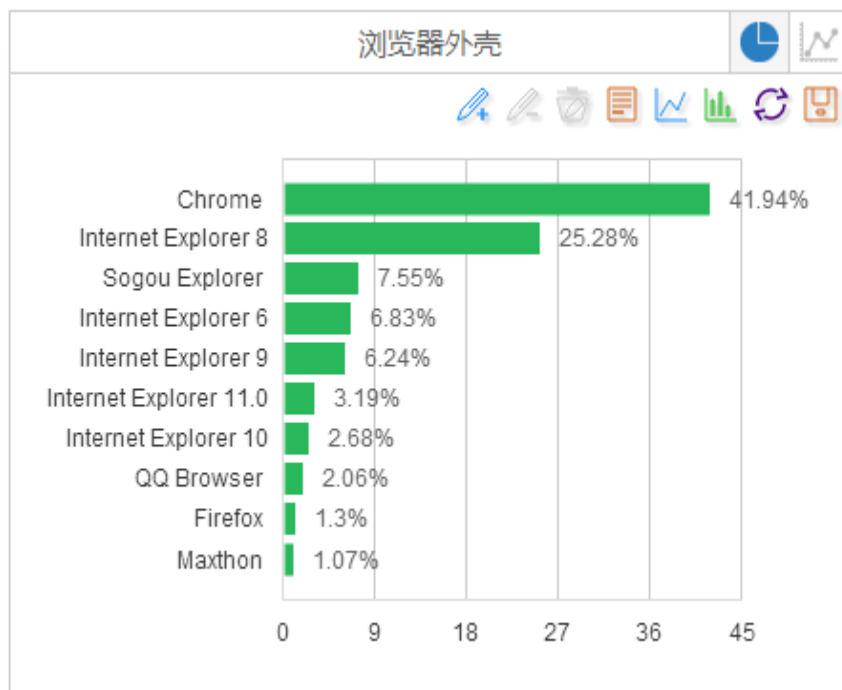 浏览器外壳
Chrome 41.94%
Internet Explorer 8 25.28%
Sogou Explorer 7.55%
Internet Explorer 6 6.83%
Internet Explorer 9 6.24%
Internet Explorer 11.0 3.19%
Internet Explorer 10 2.68%
QQ Browser 2.06%
Firefox 1.3%
Maxthon 1.07%
0 9 18 27 36 45